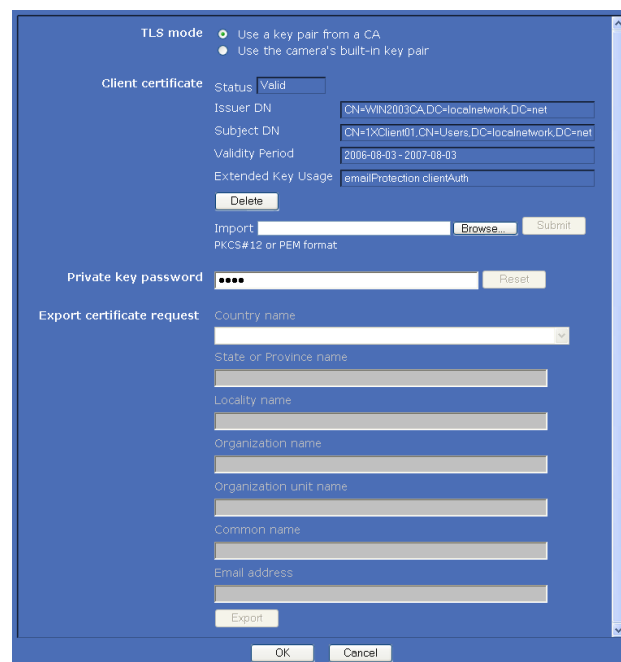 TLS mode Use a key pair from a CA
Use the camera's built-in key pair
Client certificate Status Valid
Issuer DN CN=WIN2003CA,DC=localnetwork,DC=net
Subject DN CN=1XClient01,CN=Users,DC=localnetwork,DC=net
Validity Period 2006-08-03 - 2007-08-03
Extended Key Usage emailProtection clientAuth
Delete
Import Browse... Submit
PKCS#12 or PEM format
Private key password •••• Reset
Export certificate request Country name
State or Province name
Locality name
Organization name
Organization unit name
Common name
Email address
Export
OK Cancel